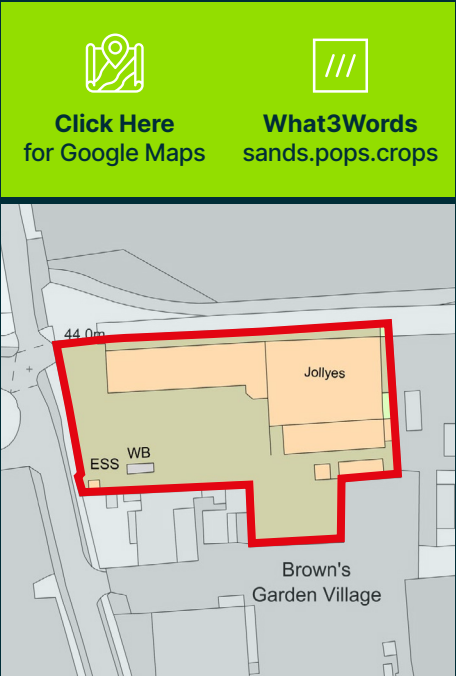 Click Here
for Google Maps
What3Words
sands.pops.crops
44.0m
Jollyes
WB
ESS
Brown's
Garden Village